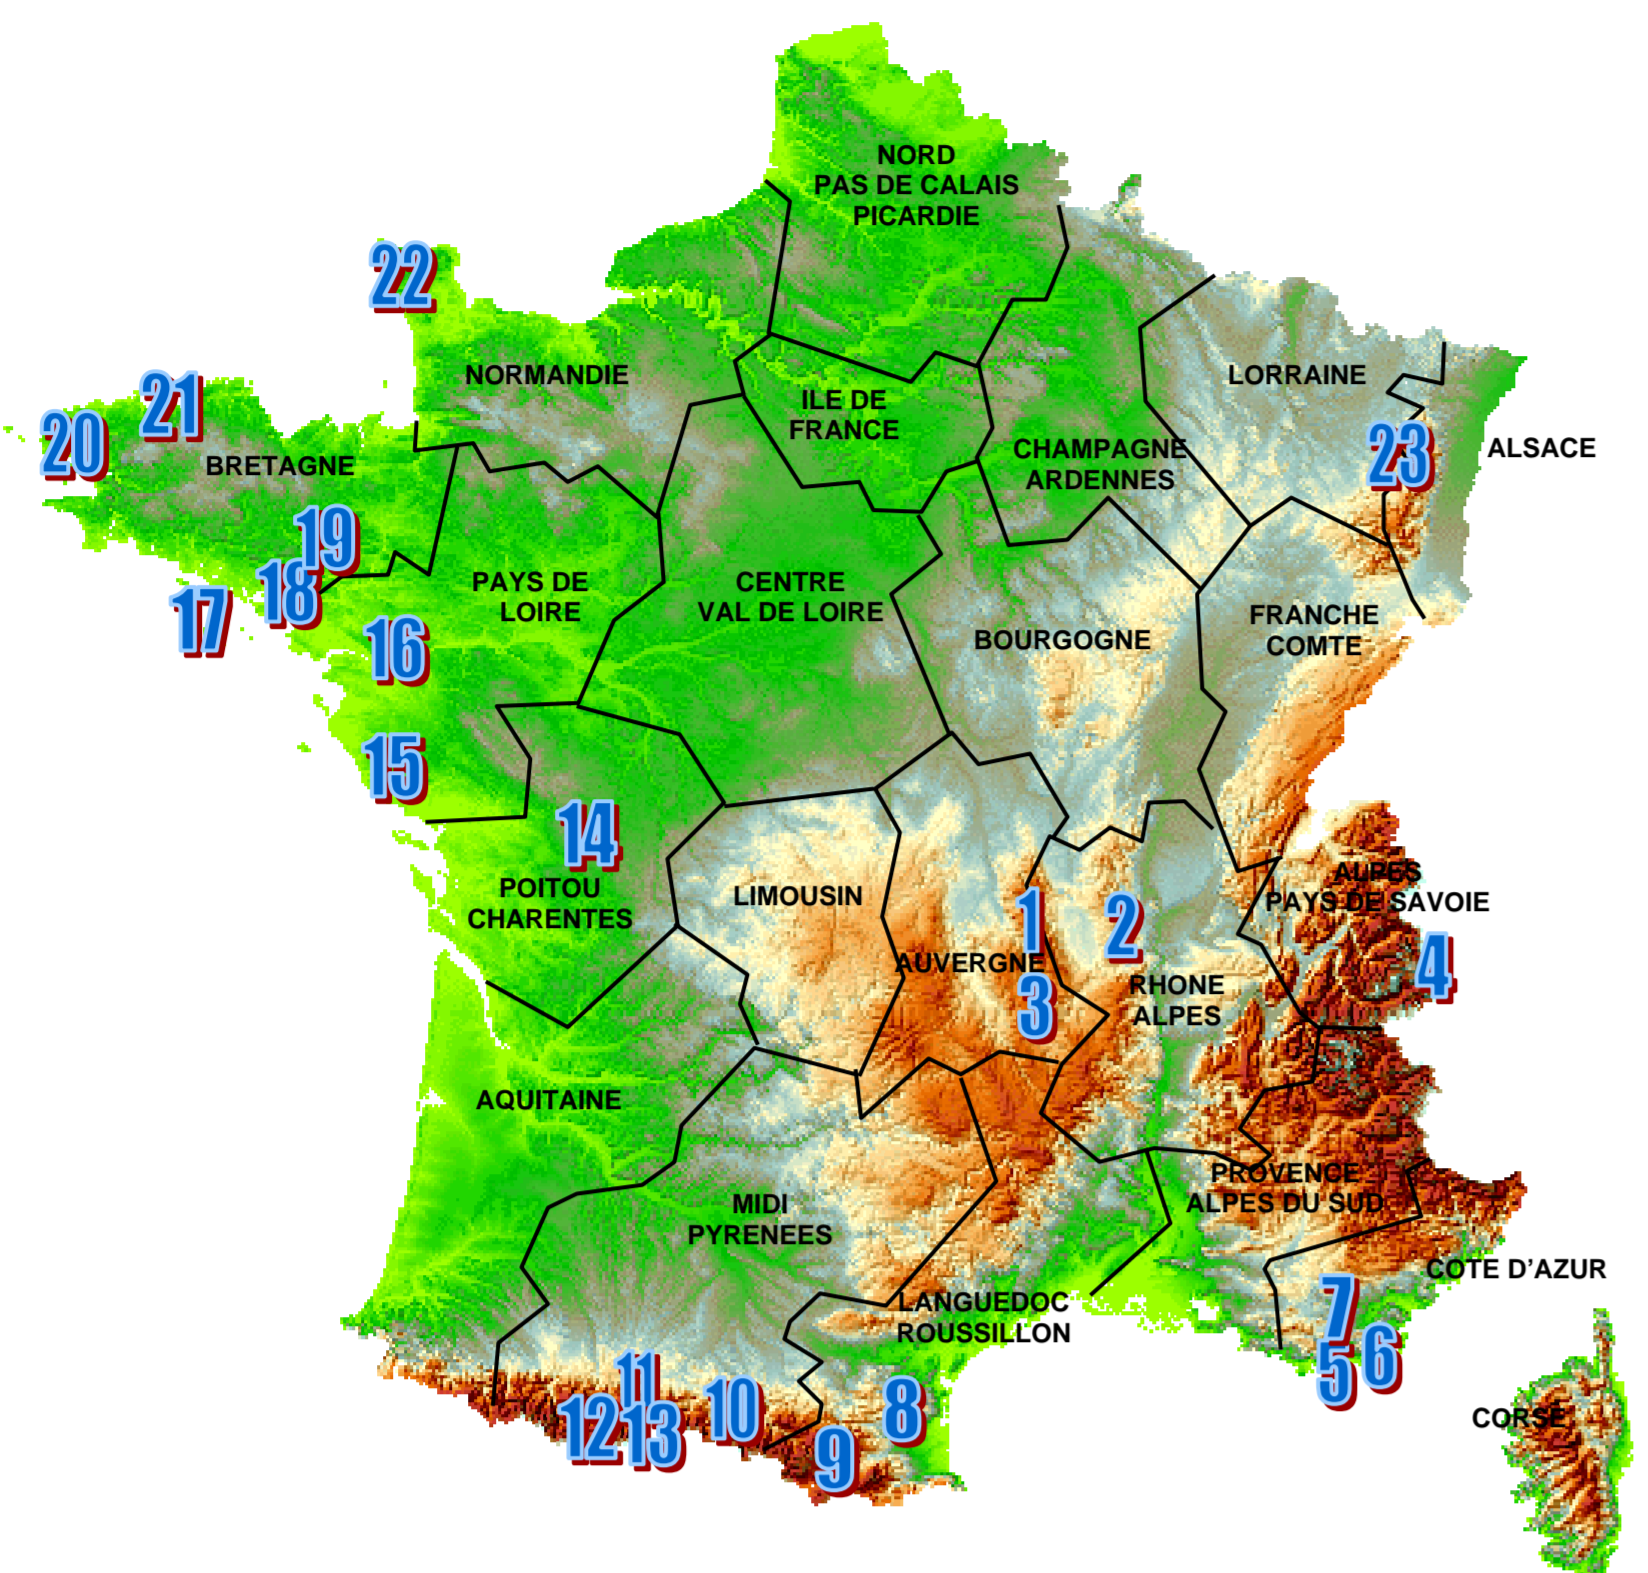 NORD
PAS DE CALAIS
PICARDIE
22
NORMANDIE
LORRAINE
21
ILE DE
FRANCE
20
BRETAGNE
CHAMPAGNE
ARDENNES
23
ALSACE
19
18
17
PAYS DE
LOIRE
CENTRE
VAL DE LOIRE
BOURGOGNE
FRANCHE
COMTE
16
15
14
POITOU
CHARENTES
LIMOUSIN
ALPES
PAYS DE SAVOIE
1
2
AUVERGNE
4
3
RHONE
ALPES
AQUITAINE
PROVENCE
ALPES DU SUD
MIDI
PYRENEES
COTE D'AZUR
LANGUEDOC
ROUSSILLON
7
5
6
11
12
13
10
8
9
CORSE